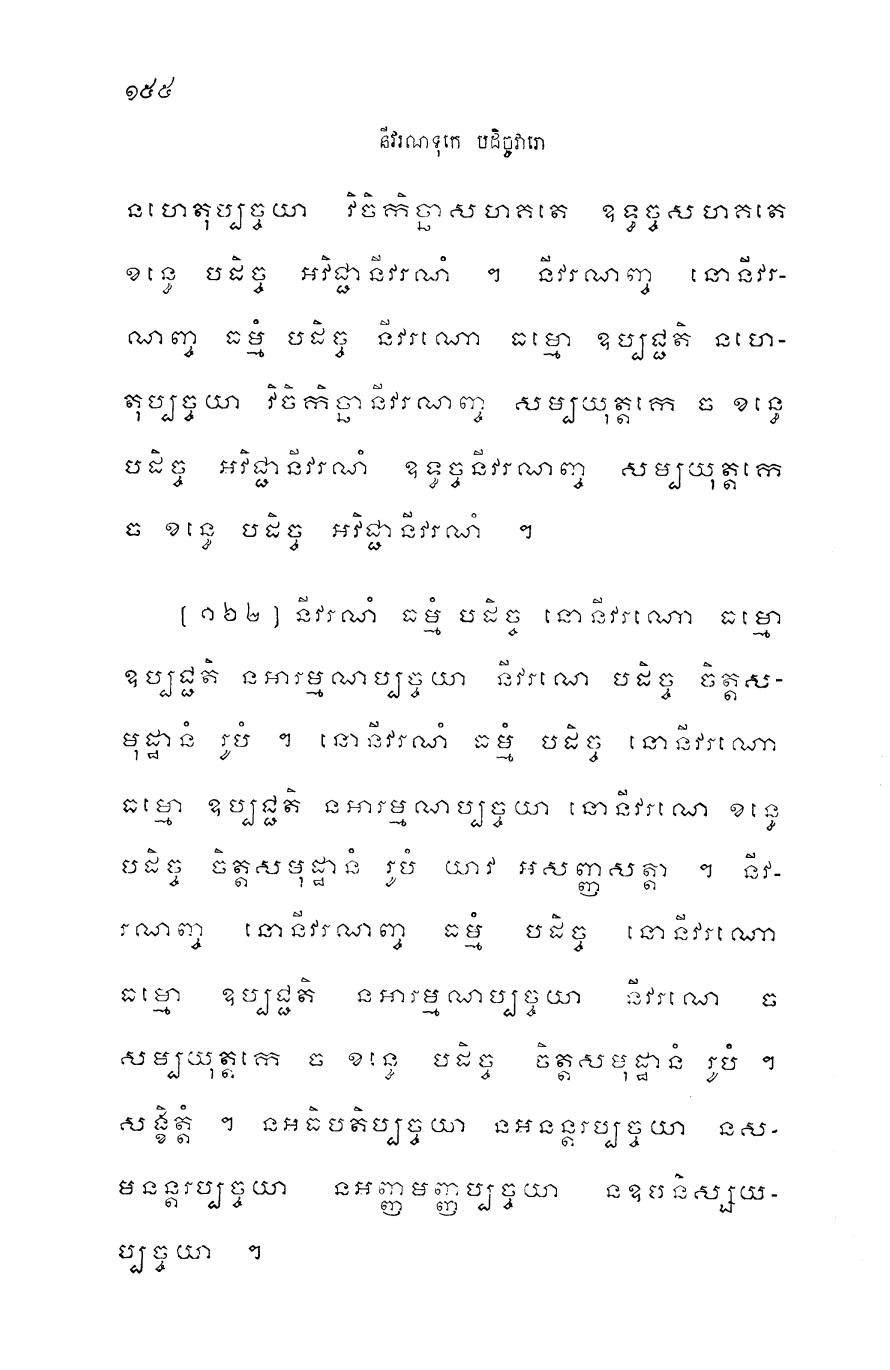 ១៥៥
នីវរណទុកេ បដិច្ចវារោ
នហេតុប្បច្ចយា វិចិកិច្ឆាសហគតេ ឧទ្ធច្ចសហគតេ
ខន្ធេ បដិច្ច អវិជ្ជានីវរណំ ។ នីវរណញ្ច នោនីវរ-
ណញ្ច ធម្មំ បដិច្ច នីវរណោ ធម្មោ ឧប្បជ្ជតិ នហេ-
តុប្បច្ចយា វិចិកិច្ឆានីវរណញ្ច សម្បយុត្តកេ ច ខន្ធេ
បដិច្ច អវិជ្ជានីវរណំ ឧទ្ធច្ចនីវរណញ្ច សម្បយុត្តកេ
ច ខន្ធេ បដិច្ច អវិជ្ជានីវរណំ ។
[១៦២] នីវរណំ ធម្មំ បដិច្ច នោនីវរណោ ធម្មោ
ឧប្បជ្ជតិ នអារម្មណប្បច្ចយា នីវរណេ បដិច្ច ចិត្តស-
មុដ្ឋានំ រូបំ ។ នោនីវរណំ ធម្មំ បដិច្ច នោនីវរណោ
ធម្មោ ឧប្បជ្ជតិ នអារម្មណប្បច្ចយា នោនីវរណេ ខន្ធេ
បដិច្ច ចិត្តសមុដ្ឋានំ រូបំ យាវ អសញ្ញសត្តា ។ នីវ-
រណញ្ច នោនីវរណញ្ច ធម្មំ បដិច្ច នោនីវរណោ
ធម្មោ ឧប្បជ្ជតិ នអារម្មណប្បច្ចយា នីវរណេ ច
សម្បយុត្តកេ ច ខន្ធេ បដិច្ច ចិត្តសមុដ្ឋានំ រូបំ ។
សង្ខិត្តំ ។ នអធិបតិប្បច្ចយា នអនន្តរប្បច្ចយា នស-
មនន្តរប្បច្ចយា នអញ្ញមញ្ញប្បច្ចយា នឧបនិស្សយ-
ប្បច្ចយា ។